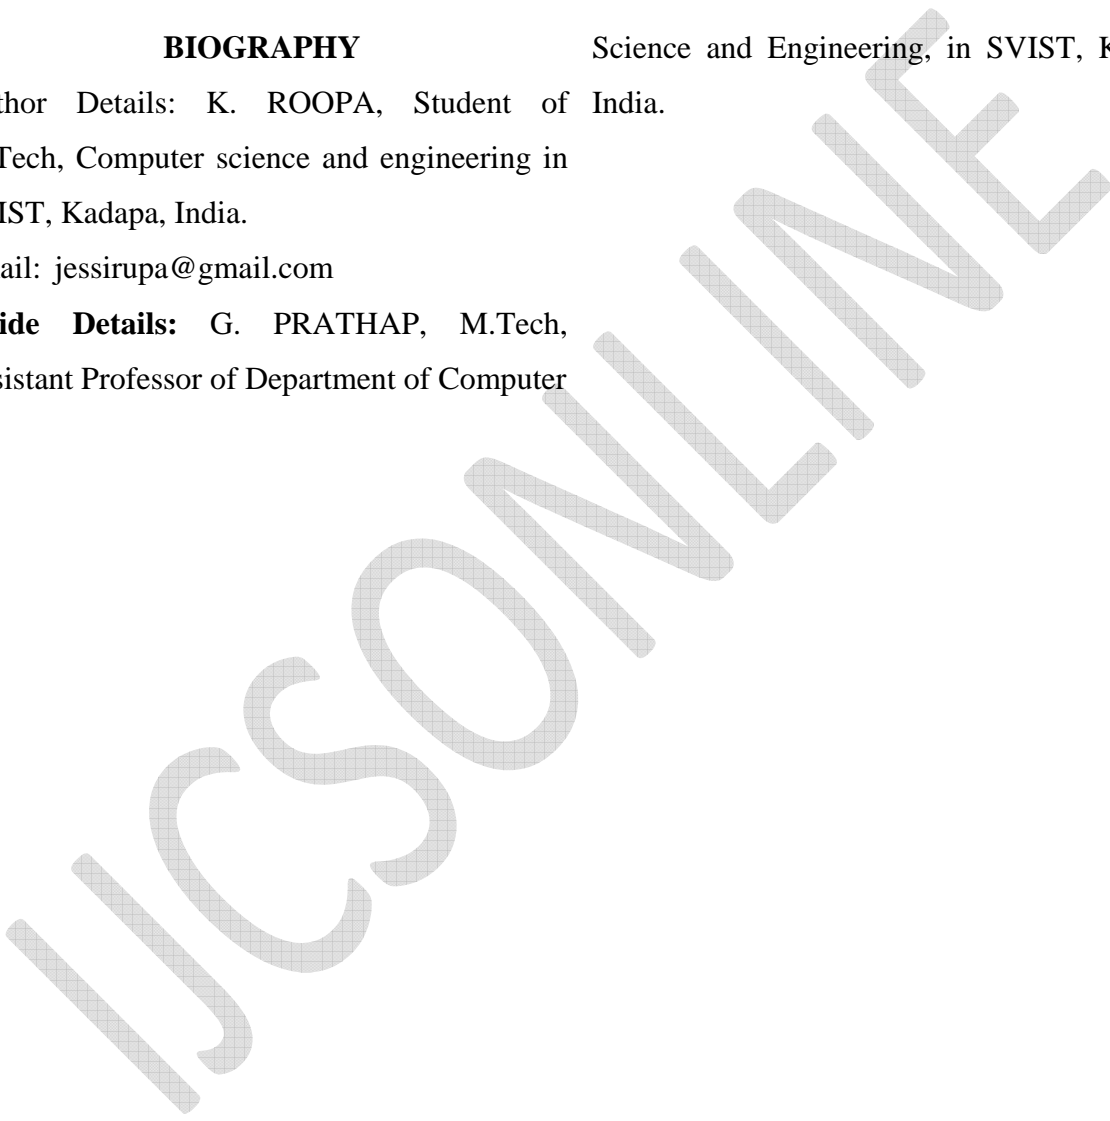 BIOGRAPHY
thor Details: K. ROOPA, Student of
Tech, Computer science and engineering in
IST, Kadapa, India.
ail: jessirupa@gmail.com
ide Details: G. PRATHAP, M.Tech,
sistant Professor of Department of Computer
Science and Engineering, in SVIST, K
India.
IJCSONLINE